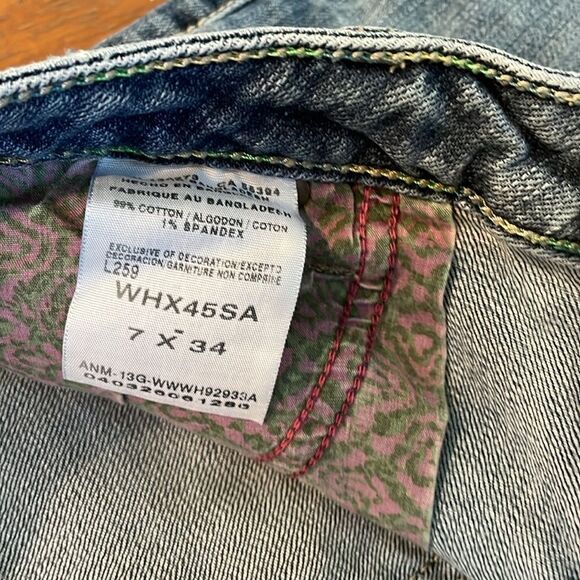 FABRIQUE AU BANGLADESH
99% COTTON / ALGODON / COTON
1% SPANDEX
EXCLUSIVE OF DECORATION/EXCEPTO
DECORACION/GARNITURE NON COMPRISE
L259
WHX45SA
7 X 34
ANM-13G-WWWH92933A
040326061280